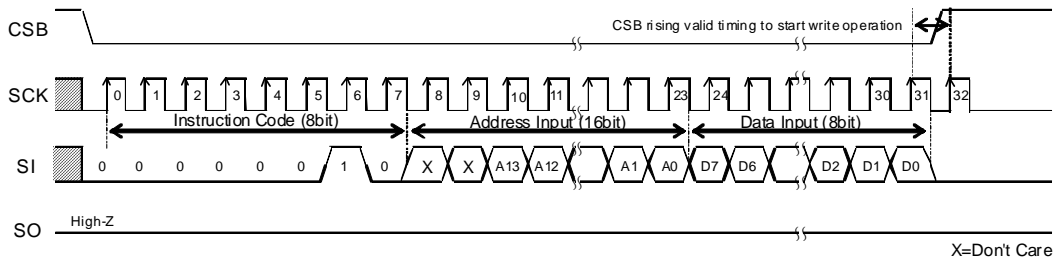 CSB
CSB rising valid timing to start write operation
SCK 0 1 2 3 4 5 6 7 8 9 10 11 23 24 30 31 32
Instruction Code (8bit) Address Input (16bit) Data Input (8bit)
SI 0 0 0 0 0 0 1 0 X X A13 A12 A1 A0 D7 D6 D2 D1 D0
High-Z
SO
X=Don't Care